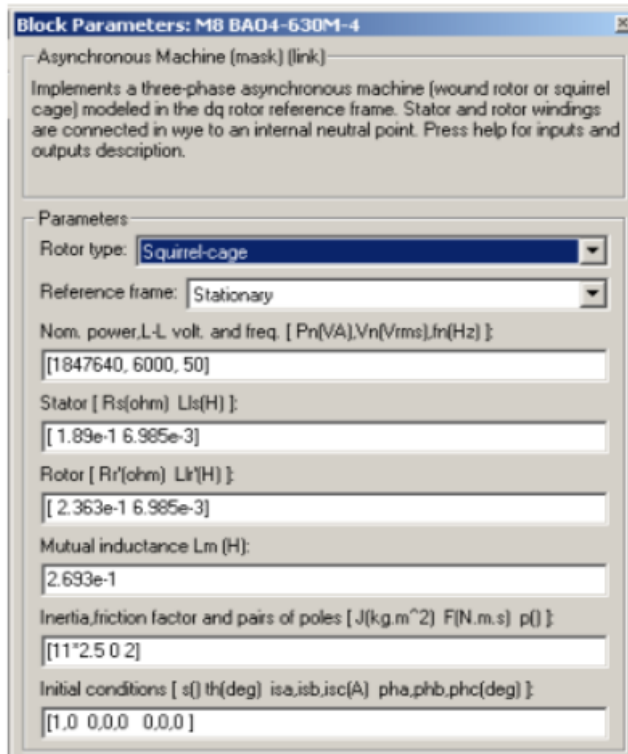 Block Parameters: M8 BAO4-630M-4
Asynchronous Machine (mask) (link)
Implements a three-phase asynchronous machine (wound rotor or squirrel
cage) modeled in the dq rotor reference frame. Stator and rotor windings
are connected in wye to an internal neutral point. Press help for inputs and
outputs description.
Parameters
Rotor type: Squirrel-cage
Reference frame: Stationary
Nom. power,L-L volt. and freq. [ Pn(VA),Vn(Vrms),fn(Hz) ]:
[1847640, 6000, 50]
Stator [ Rs(ohm) Lls(H) ]:
[ 1.89e-1 6.985e-3]
Rotor [ Rr'(ohm) Llr'(H) ]:
[ 2.363e-1 6.985e-3]
Mutual inductance Lm (H):
2.693e-1
Inertia,friction factor and pairs of poles [ J(kg.m^2) F(N.m.s) p() ]:
[11*2.5 0 2]
Initial conditions [ s() th(deg) isa,isb,isc(A) pha,phb,phc(deg) ]:
[1,0 0,0,0 0,0,0 ]